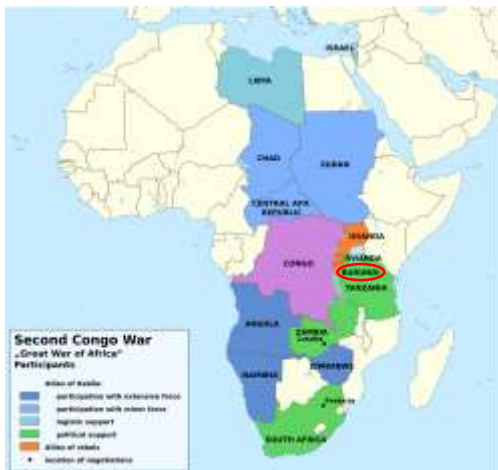 ISRAEL
LIBYA
CHAD
SUDAN
CENTRAL AFR.
REPUBLIC
UGANDA
RWANDA
CONGO
BURUNDI
TANZANIA
ANGOLA
ZAMBIA
Lusaka
ZIMBABWE
NAMIBIA
Pretoria
SOUTH AFRICA
Second Congo War
„Great War of Africa"
Participants
Allies of Kabila:
participation with extensive force
participation with minor force
logistic support
political support
Allies of rebels
location of negotiations